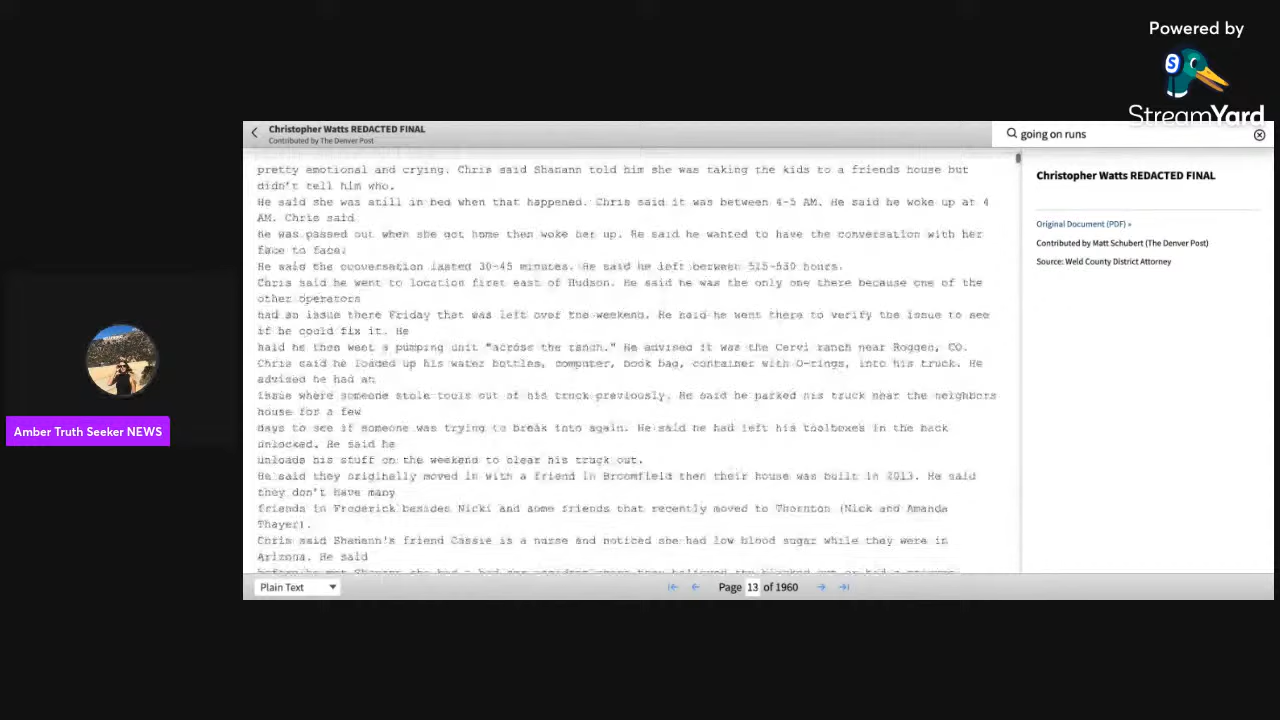 Powered by
StreamYard
Christopher Watts REDACTED FINAL
Contributed by The Denver Post
going on runs
pretty emotional and crying. Chris said Shanann told him she was taking the kids to a friends house but
didn't tell him who.
He said she was still in bed when that happened. Chris said it was between 4-5 AM. He said he woke up at 4
AM. Chris said
he was passed out when she got home then woke her up. He said he wanted to have the conversation with her
face to face.
He said the conversation lasted 30-45 minutes. He said he left between 515-530 hours.
Chris said he went to location first east of Hudson. He said he was the only one there because one of the
other operators
had an issue there Friday that was left over the weekend. He said he went there to verify the issue to see
if he could fix it. He
said he then went a pumping unit "across the ranch." He advised it was the Cervi ranch near Roggen, CO.
Chris said he loaded up his water bottles, computer, book bag, container with O-rings, into his truck. He
advised he had an
issue where someone stole tools out of his truck previously. He said he parked his truck near the neighbors
house for a few
days to see if someone was trying to break into again. He said he had left his toolboxes in the back
unlocked. He said he
unloads his stuff on the weekend to clear his truck out.
He said they originally moved in with a friend in Broomfield then their house was built in 2013. He said
they don't have many
friends in Frederick besides Nicki and some friends that recently moved to Thornton (Nick and Amanda
Thayer).
Chris said Shanann's friend Cassie is a nurse and noticed she had low blood sugar while they were in
Arizona. He said
Christopher Watts REDACTED FINAL
Original Document (PDF) »
Contributed by Matt Schubert (The Denver Post)
Source: Weld County District Attorney
Amber Truth Seeker NEWS
Plain Text
Page 13 of 1960